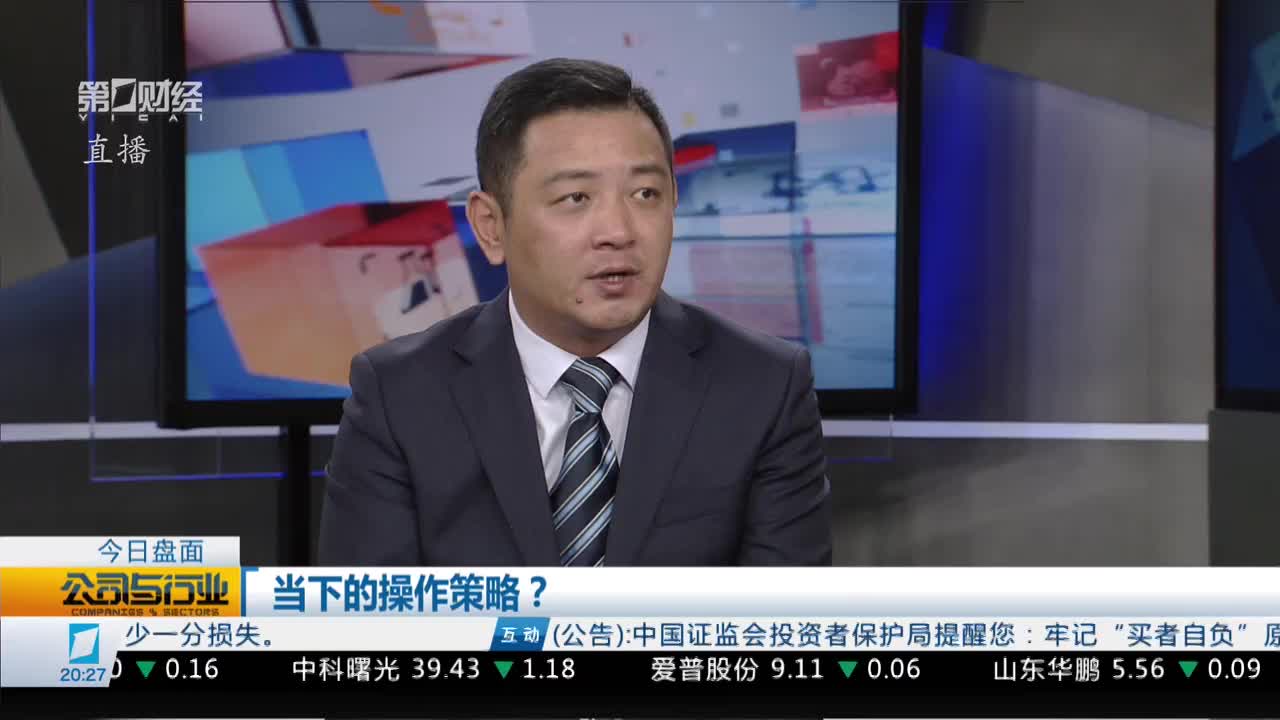 第一财经
YICAI
直播
今日盘面
公司与行业
COMPANIES & SECTORS
当下的操作策略？
少一分损失。
互动
(公告):中国证监会投资者保护局提醒您：牢记“买者自负”
20:27
0 ▼0.16 中科曙光 39.43 ▼1.18 爱普股份 9.11 ▼0.06 山东华鹏 5.56 ▼0.09